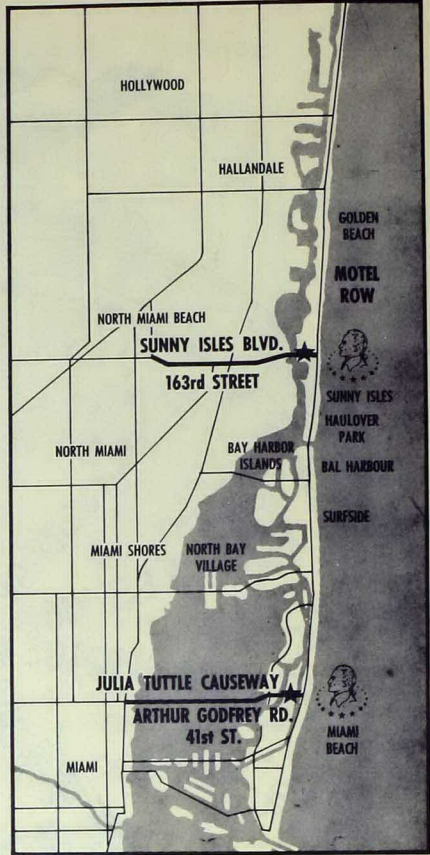 HOLLYWOOD
HALLANDALE
GOLDEN
BEACH
MOTEL
ROW
NORTH MIAMI BEACH
SUNNY ISLES BLVD.
163rd STREET
SUNNY ISLES
HAULOVER
PARK
NORTH MIAMI
BAY HARBOR
ISLANDS
BAL HARBOUR
SURFSIDE
MIAMI SHORES
NORTH BAY
VILLAGE
JULIA TUTTLE CAUSEWAY
ARTHUR GODFREY RD.
41st ST.
MIAMI
BEACH
MIAMI